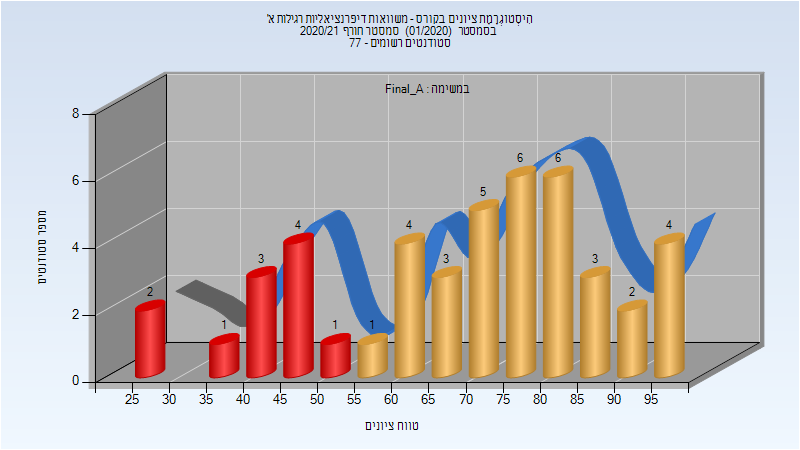 היסטוגרמת ציונים בקורס - משוואות דיפרנציאליות רגילות א'
בסמסטר (01/2020) סמסטר חורף 2020/21
סטודנטים רשומים - 77
במשימה : Final_A
מספר סטודנטים
8
6
4
2
0
2
1
3
4
1
1
4
3
5
6
6
3
2
4
25 30 35 40 45 50 55 60 65 70 75 80 85 90 95
טווח ציונים